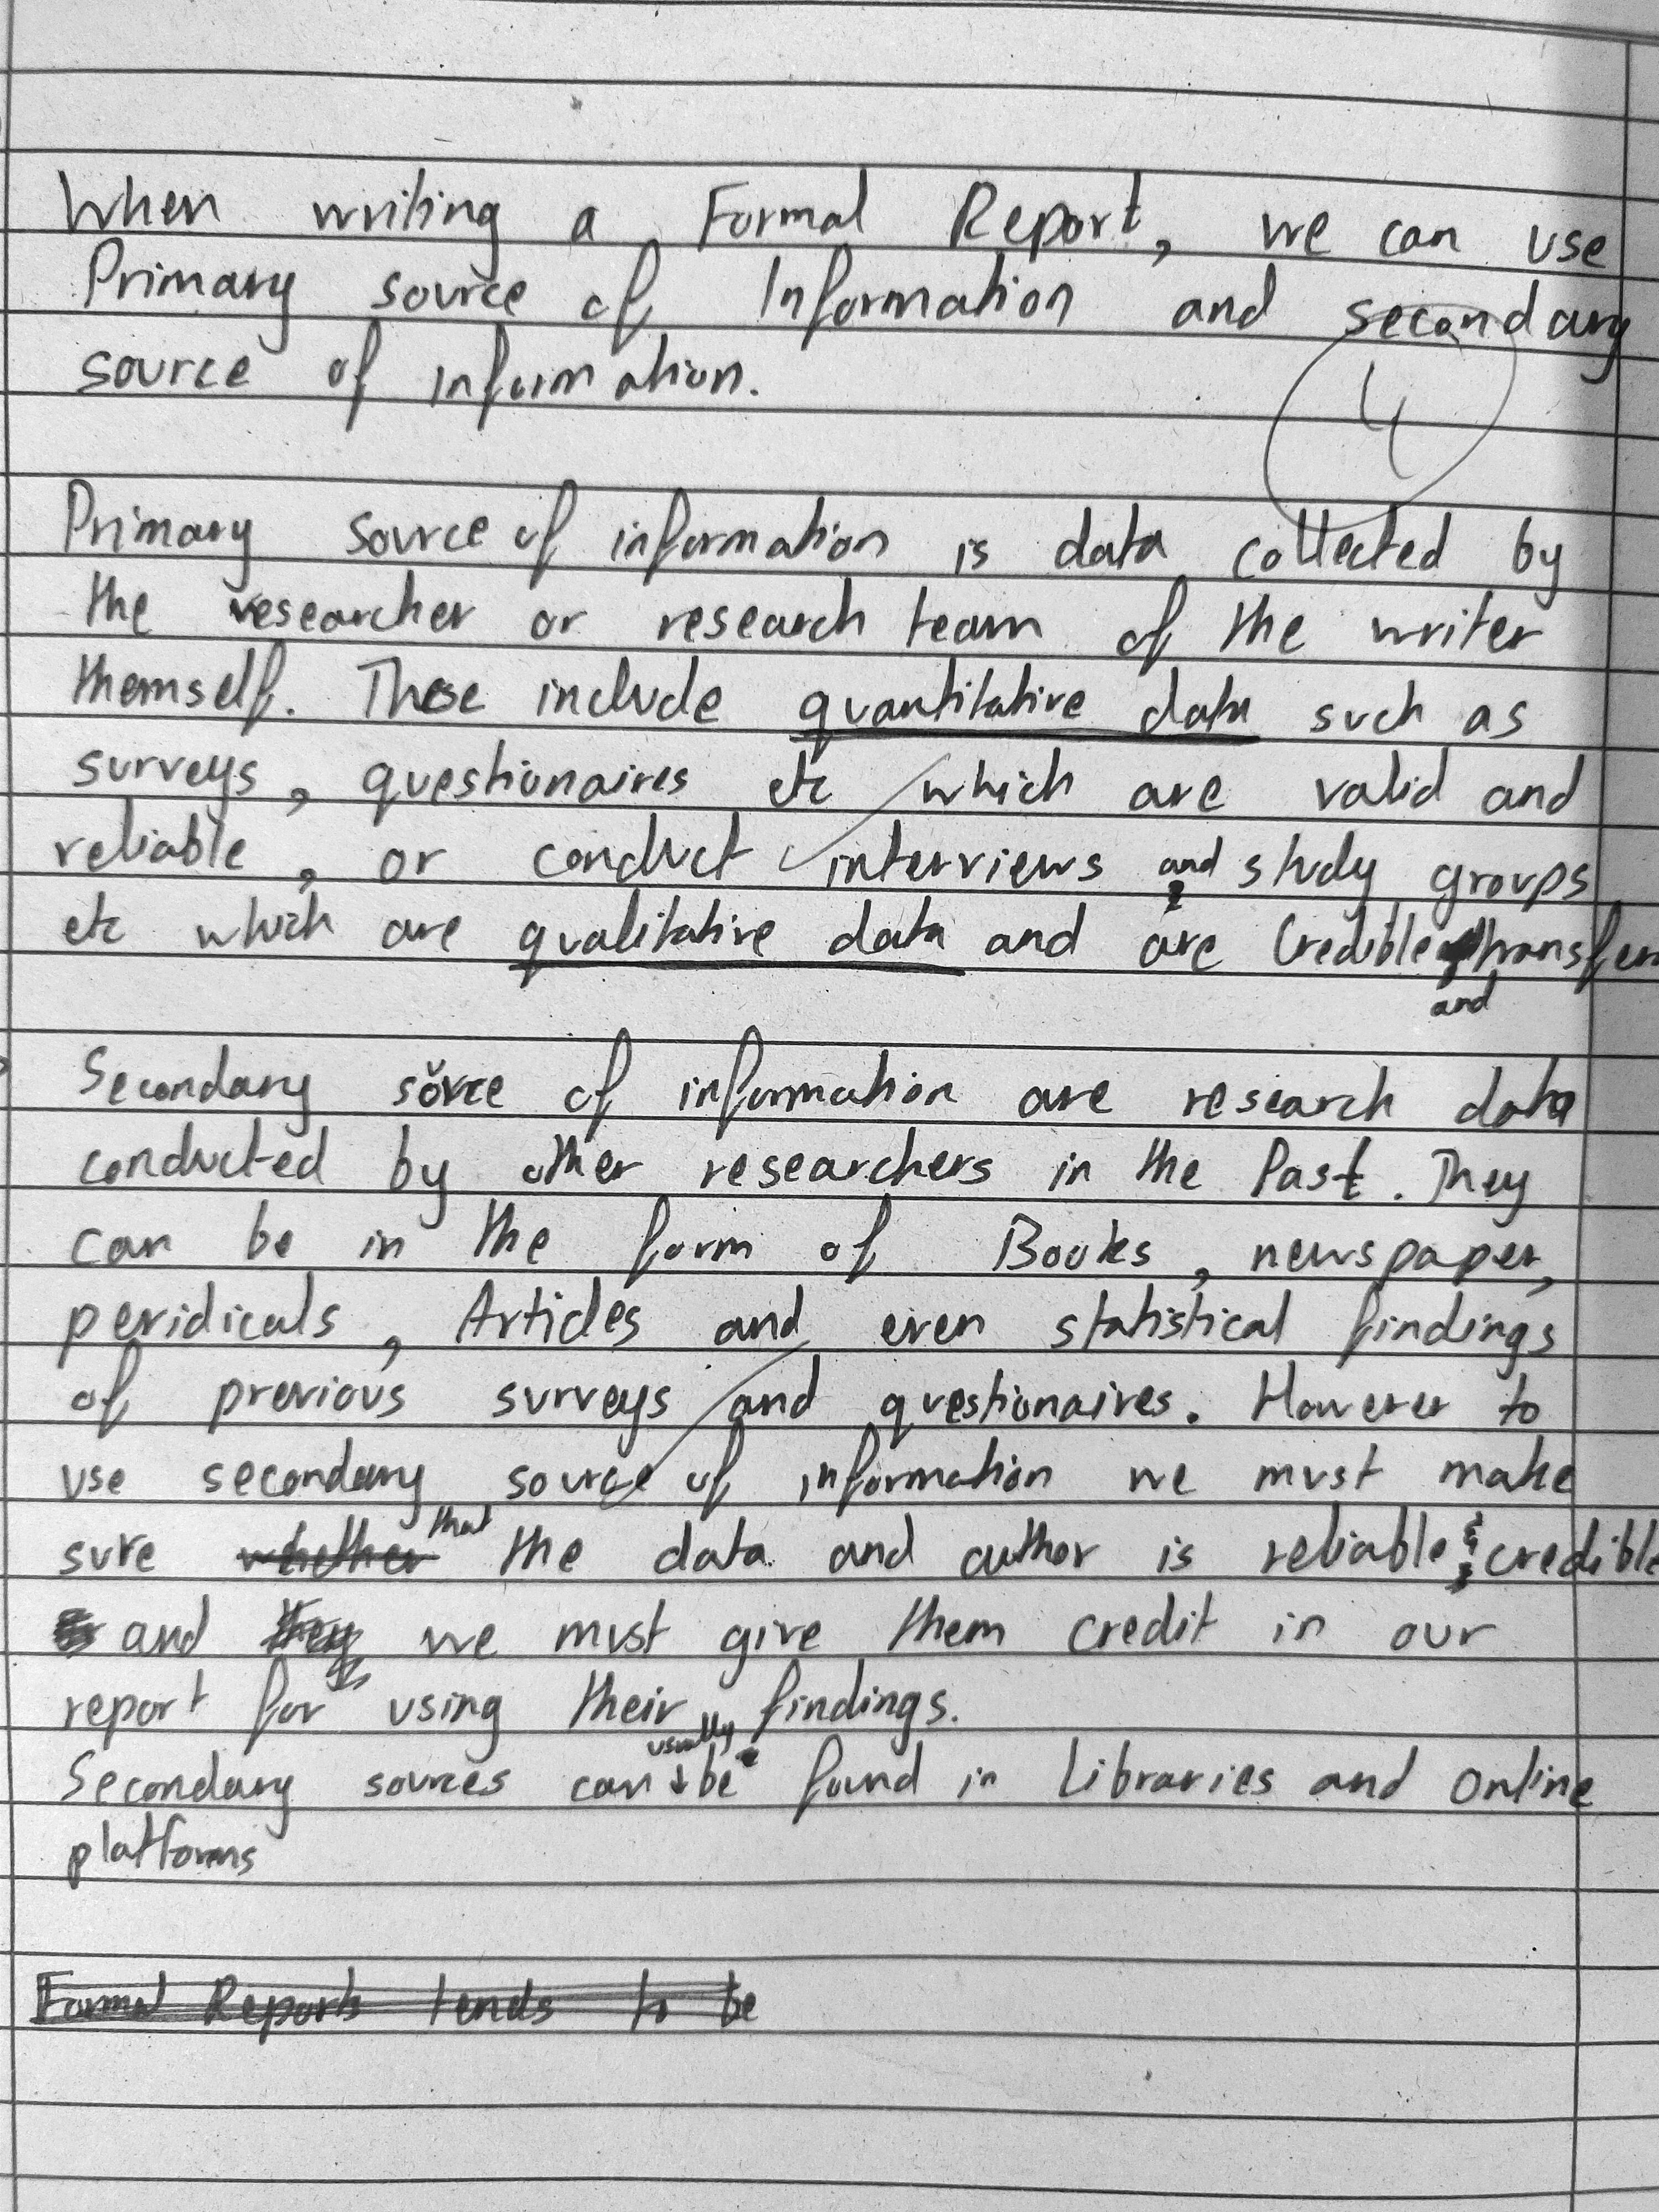 When writing a Formal Report, we can use
Primary source of Information and secondary
source of information.
4
Primary source of information is data collected by
the researcher or research team of the writer
themself. These include quantitative data such as
surveys, questionaires etc which are valid and
reliable, or conduct interviews and study groups
etc which are qualitative data and are Credible
and
Secondary source of information are research data
conducted by other researchers in the Past. They
can be in the form of Books, newspaper,
peridicals, Articles and even statistical findings
of previous surveys and questionaires. However to
use secondary source of information we must make
sure whether that the data and author is reliable & credible
and they we must give them credit in our
report for using their findings.
Secondary sources can usually be found in Libraries and Online
platforms
Formal Reports tends to be